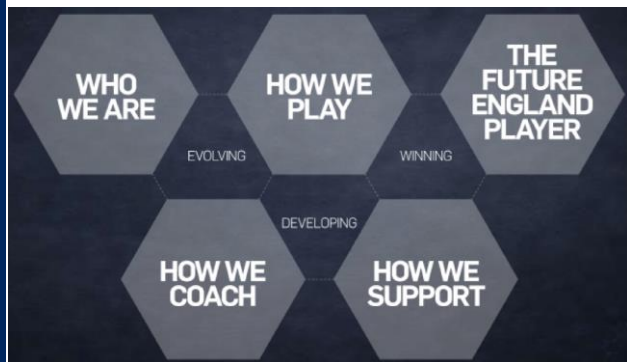 WHO
WE ARE
HOW WE
PLAY
THE
FUTURE
ENGLAND
PLAYER
EVOLVING
WINNING
DEVELOPING
HOW WE
COACH
HOW WE
SUPPORT